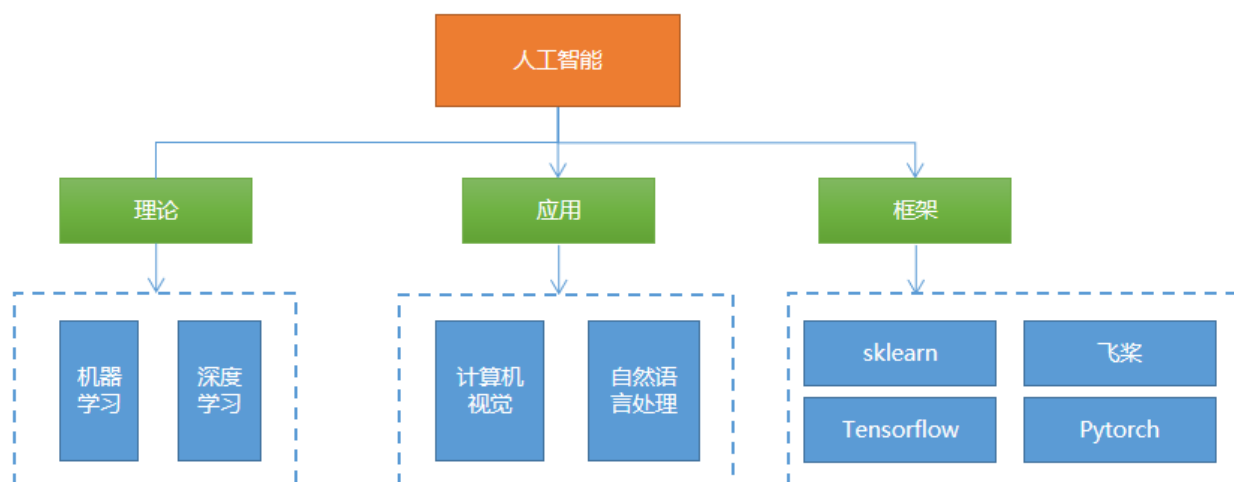 人工智能
理论
应用
框架
机器
学习
深度
学习
计算机
视觉
自然语
言处理
sklearn
飞桨
Tensorflow
Pytorch